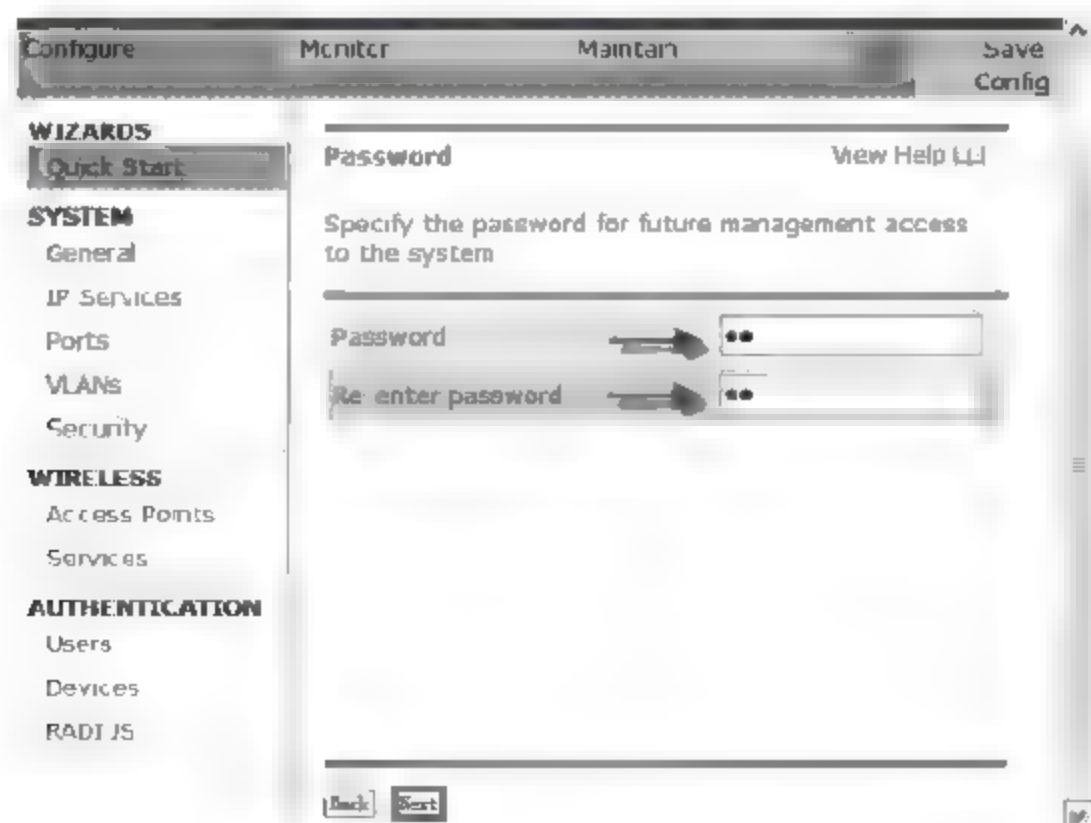 Configure Monitor Maintain Save
Config
WIZARDS
Quick Start
SYSTEM
General
IP Services
Ports
VLANs
Security
WIRELESS
Access Points
Services
AUTHENTICATION
Users
Devices
RADIUS
Password View Help
Specify the password for future management access
to the system
Password
Re-enter password
Back Next